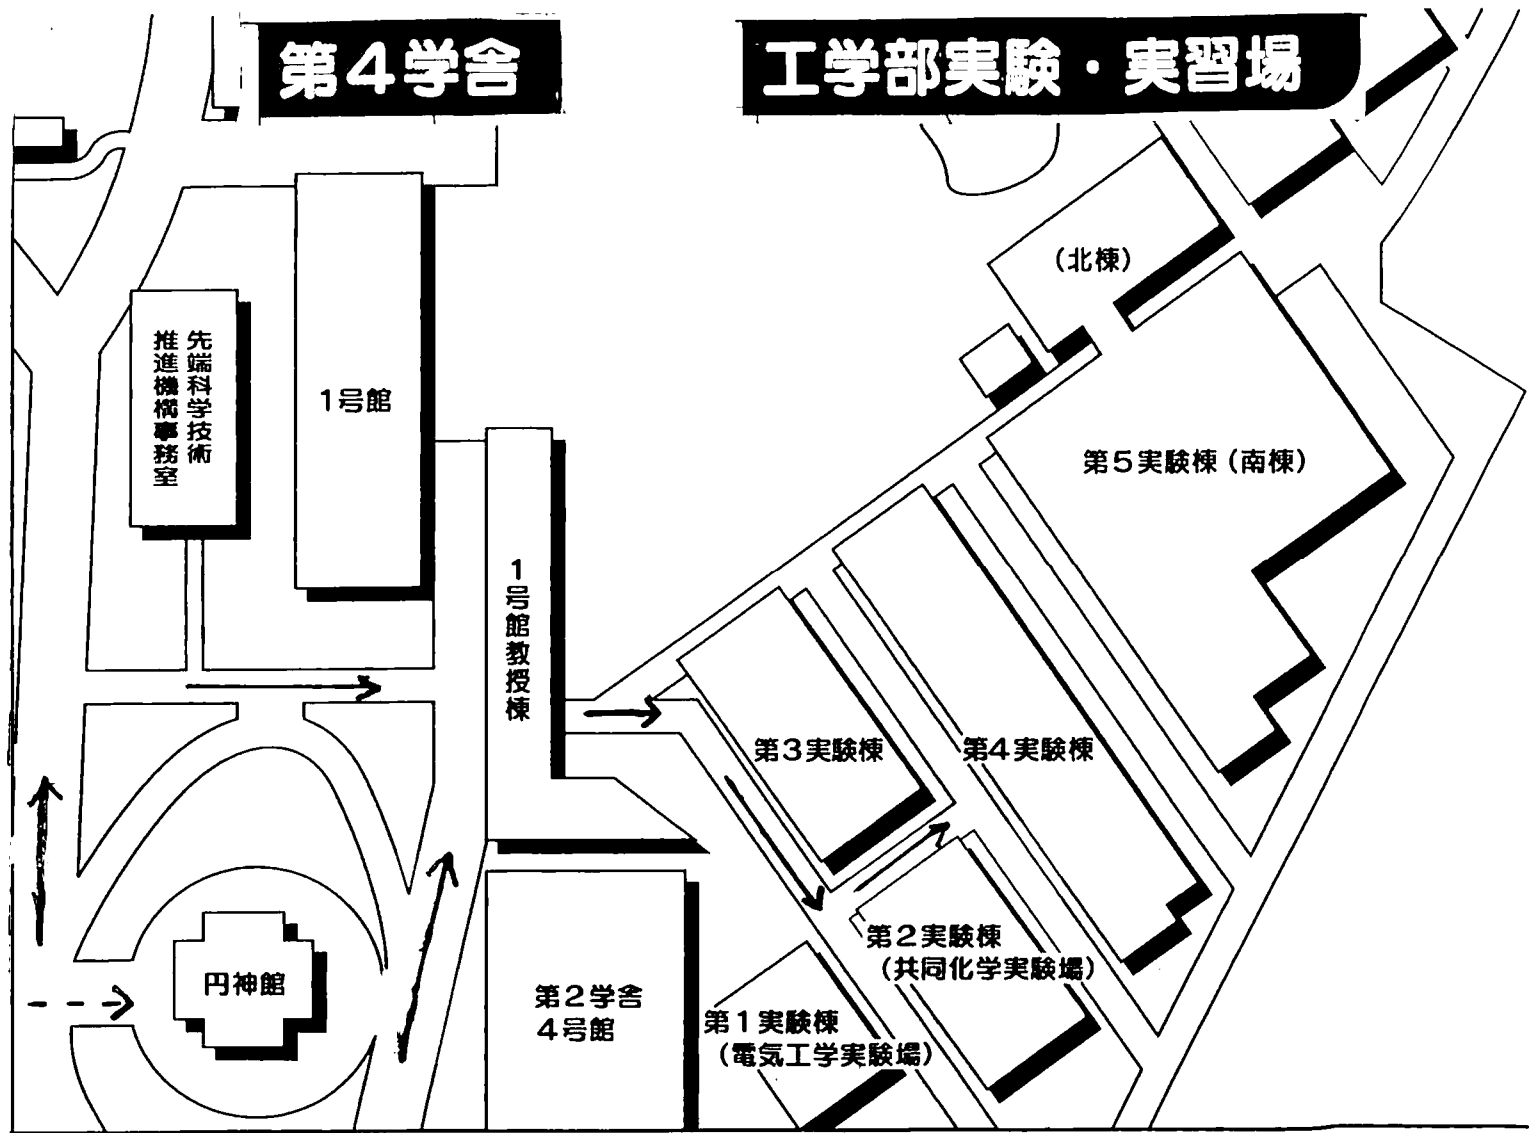 第4学舎
工学部実験・実習場
(北棟)
先端科学技術
推進機構事務室
1号館
第5実験棟(南棟)
1号館教授棟
第3実験棟
第4実験棟
第2実験棟
(共同化学実験場)
円神館
第2学舎
4号館
第1実験棟
(電気工学実験場)